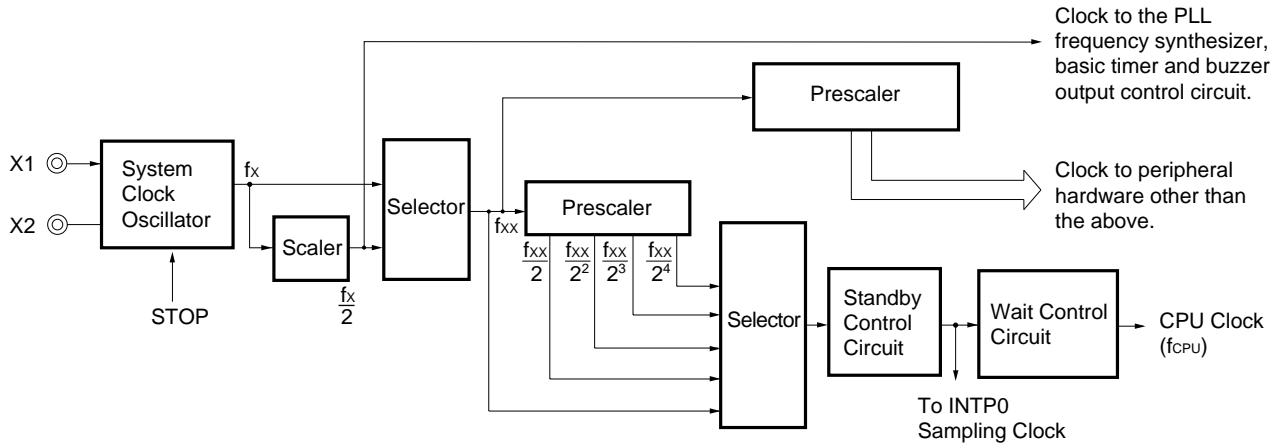 Clock to the PLL
frequency synthesizer,
basic timer and buzzer
output control circuit.
Prescaler
X1
X2
System
Clock
Oscillator
fX
Selector
fXX
Prescaler
Clock to peripheral
hardware other than
the above.
Scaler
fX
2
fXX
2
fXX
2²
fXX
2³
fXX
2⁴
STOP
Selector
Standby
Control
Circuit
Wait Control
Circuit
CPU Clock
(fCPU)
To INTP0
Sampling Clock